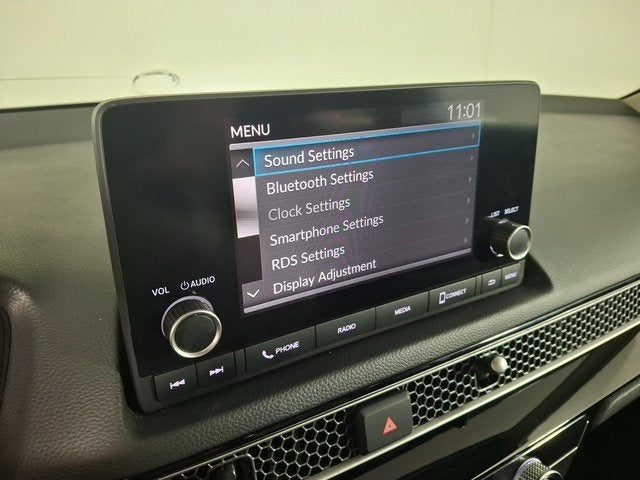 11:01
MENU
Sound Settings
Bluetooth Settings
Clock Settings
Smartphone Settings
RDS Settings
Display Adjustment
VOL AUDIO
LIST SELECT
PHONE
RADIO
MEDIA
CONNECT
MENU